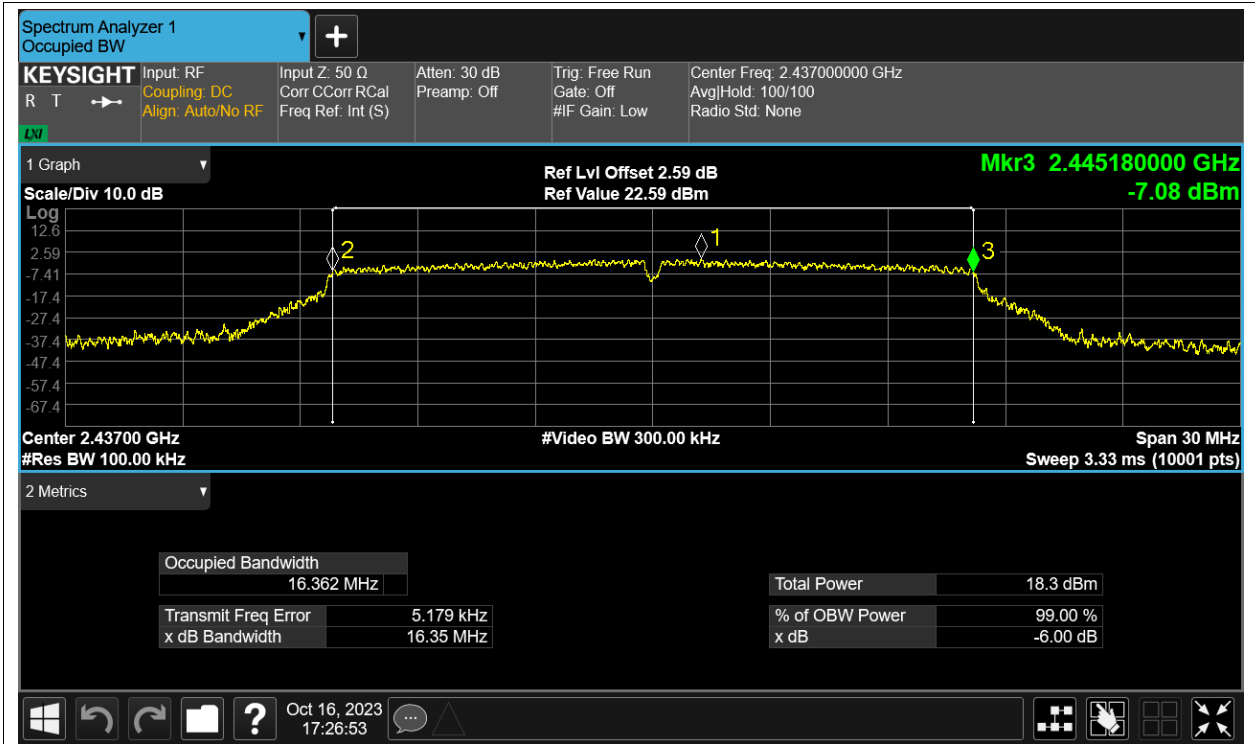 Spectrum Analyzer 1
Occupied BW
KEYSIGHT
R T
LXI
Input: RF
Coupling: DC
Align: Auto/No RF
Input Z: 50 Ω
Corr CCorr RCal
Freq Ref: Int (S)
Atten: 30 dB
Preamp: Off
Trig: Free Run
Gate: Off
#IF Gain: Low
Center Freq: 2.437000000 GHz
Avg|Hold: 100/100
Radio Std: None
1 Graph
Scale/Div 10.0 dB
Ref Lvl Offset 2.59 dB
Ref Value 22.59 dBm
Mkr3 2.445180000 GHz
-7.08 dBm
Log
12.6
2.59
-7.41
-17.4
-27.4
-37.4
-47.4
-57.4
-67.4
2
1
3
Center 2.43700 GHz
#Video BW 300.00 kHz
Span 30 MHz
#Res BW 100.00 kHz
Sweep 3.33 ms (10001 pts)
2 Metrics
Occupied Bandwidth
16.362 MHz
Total Power 18.3 dBm
Transmit Freq Error 5.179 kHz
% of OBW Power 99.00 %
x dB Bandwidth 16.35 MHz
x dB -6.00 dB
?
Oct 16, 2023
17:26:53